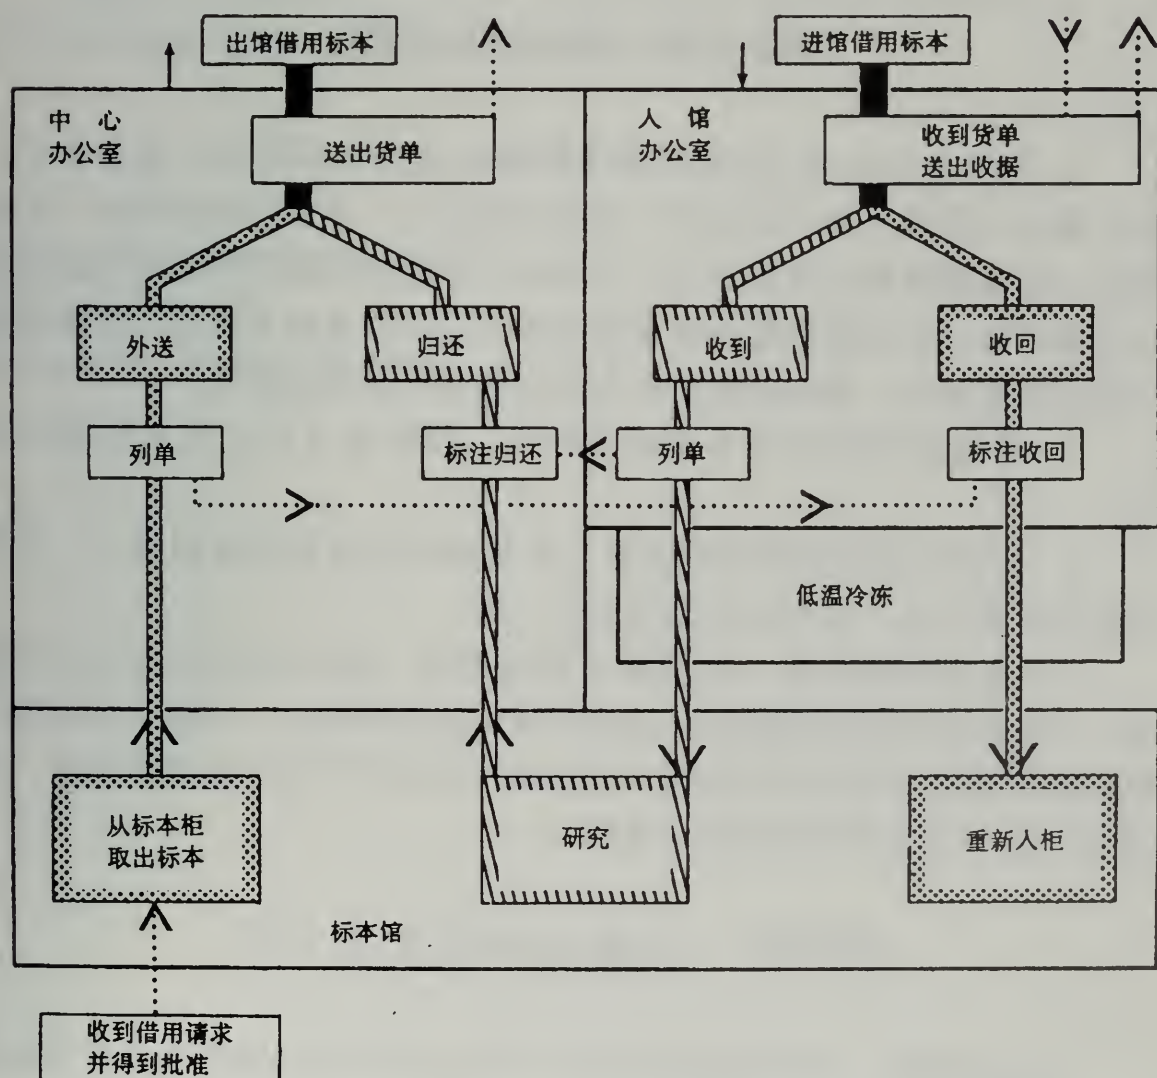 出馆借用标本
进馆借用标本
中 心
办公室
送出货单
人 馆
办公室
收到货单
送出收据
外送
归还
收到
收回
列单
标注归还
列单
标注收回
低温冷冻
从标本柜
取出标本
研究
重新人柜
标本馆
收到借用请求
并得到批准